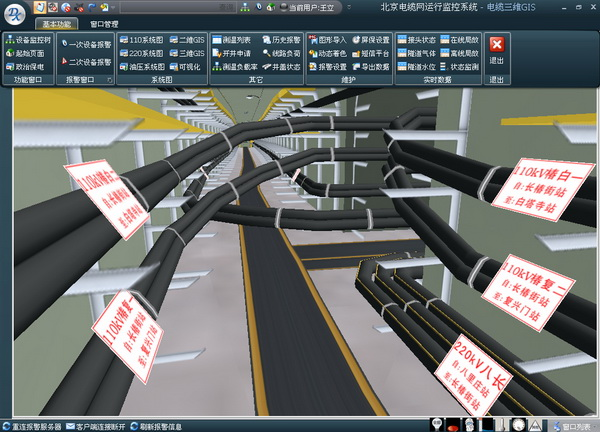 当前用户:王立
北京电缆网运行监控系统 - 电缆三维GIS
基本功能 窗口管理
设备监控树
起始页面
政治保电
功能窗口
一次设备报警
二次设备报警
报警窗口
110系统图
220系统图
油压系统图
二维GIS
三维GIS
可视化
系统图
测温列表
开井申请
测温负载率
历史报警
线路负荷
井盖状态
其它
图形导入
动态着色
报警设置
屏保设置
短信平台
导出数据
维护
接头状态
隧道气体
隧道水位
在线局放
离线局放
状态监测
实时数据
退出
退出
110kV椿白二
自:长椿街站
至:白塔寺站
110kV椿白一
自:长椿街站
至:白塔寺站
110kV椿复二
自:长椿街站
至:复兴门站
110kV椿复一
自:长椿街站
至:复兴门站
220kV八长
自:八里庄站
至:长椿街站
重连报警服务器 客户端连接断开 刷新报警信息
窗口列表